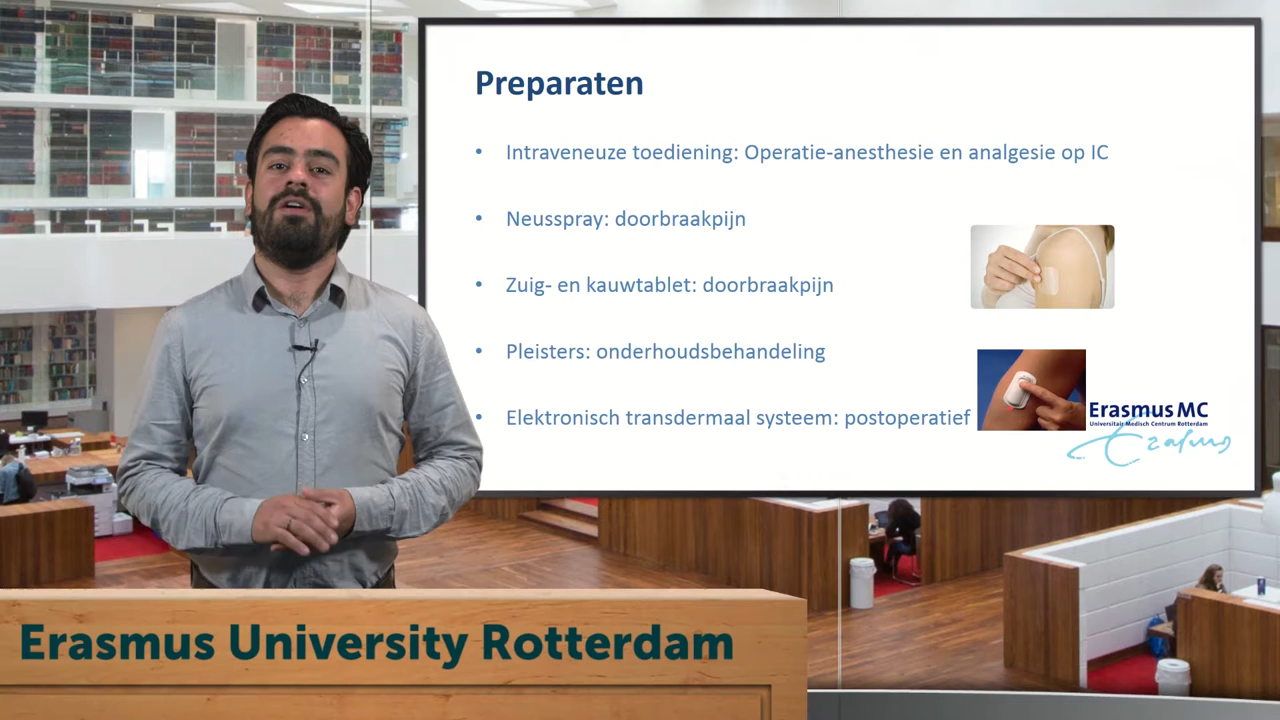 Preparaten
• Intraveneuze toediening: Operatie-anesthesie en analgesie op IC
• Neusspray: doorbraakpijn
• Zuig- en kauwtablet: doorbraakpijn
• Pleisters: onderhoudsbehandeling
• Elektronisch transdermaal systeem: postoperatief
Erasmus MC
Universitair Medisch Centrum Rotterdam
Erasmus
Erasmus University Rotterdam